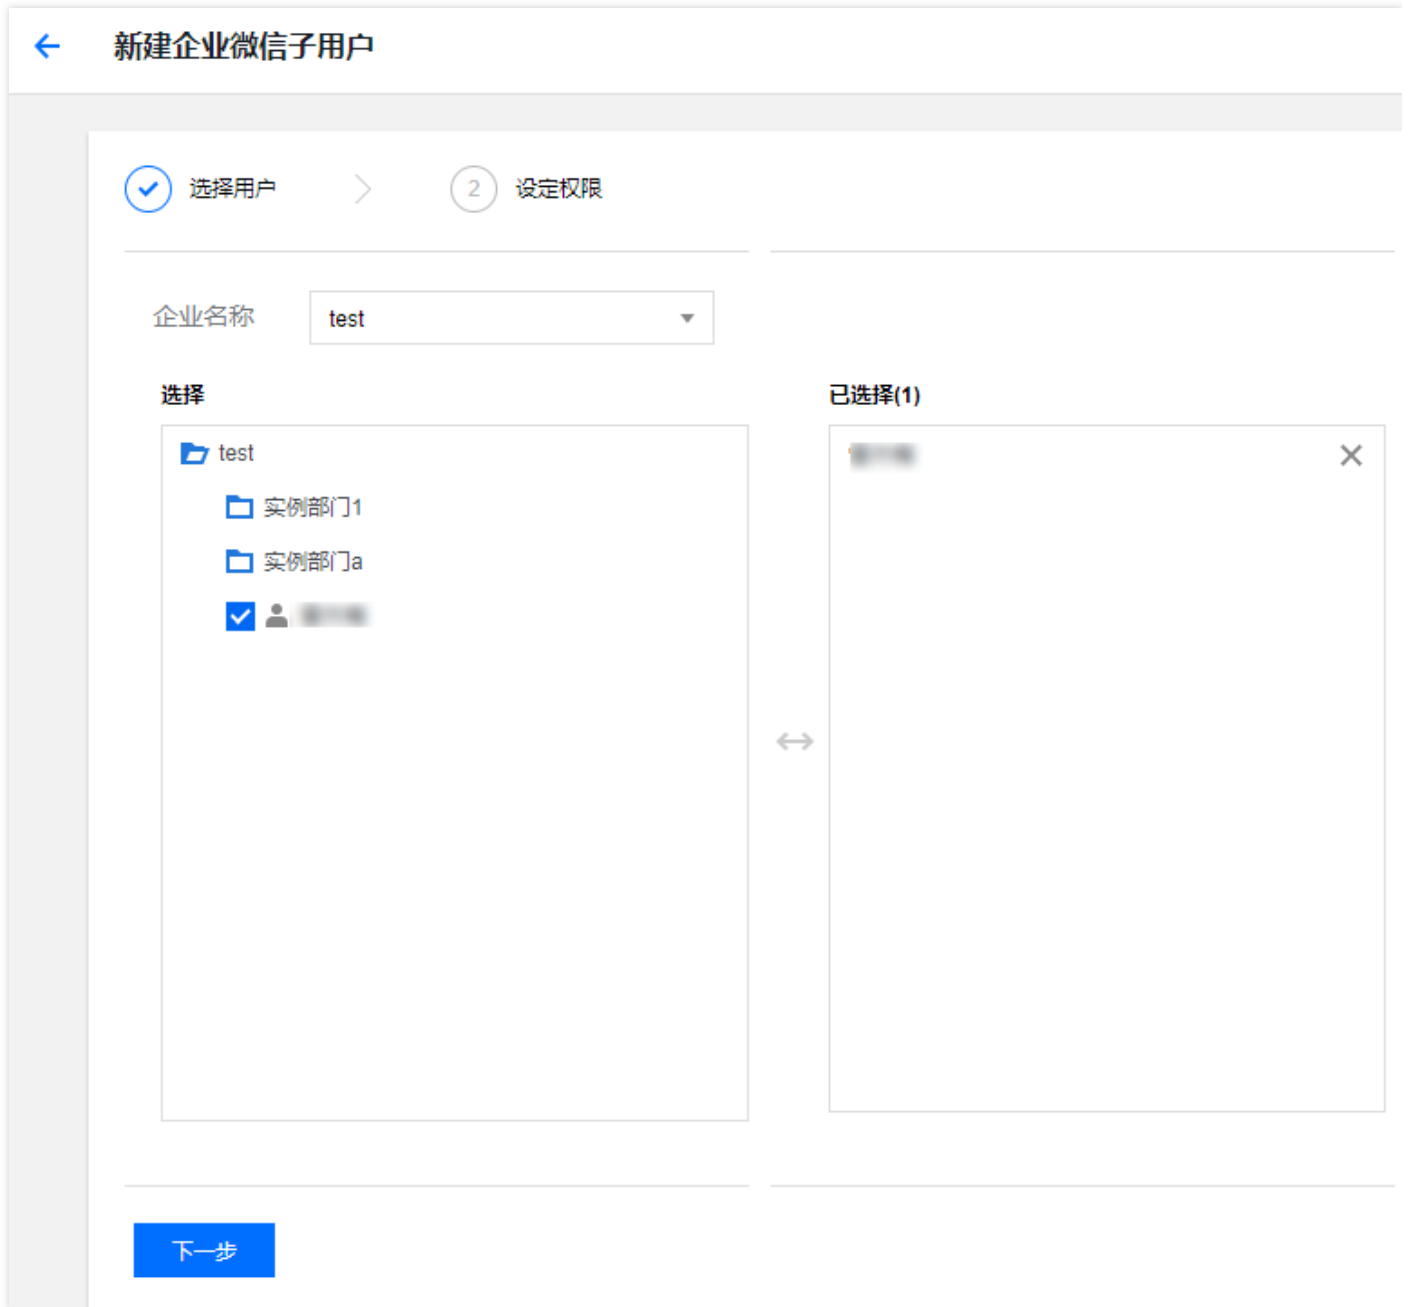 新建企业微信子用户
选择用户
2 设定权限
企业名称 test
选择
已选择(1)
test
实例部门1
实例部门a
下一步